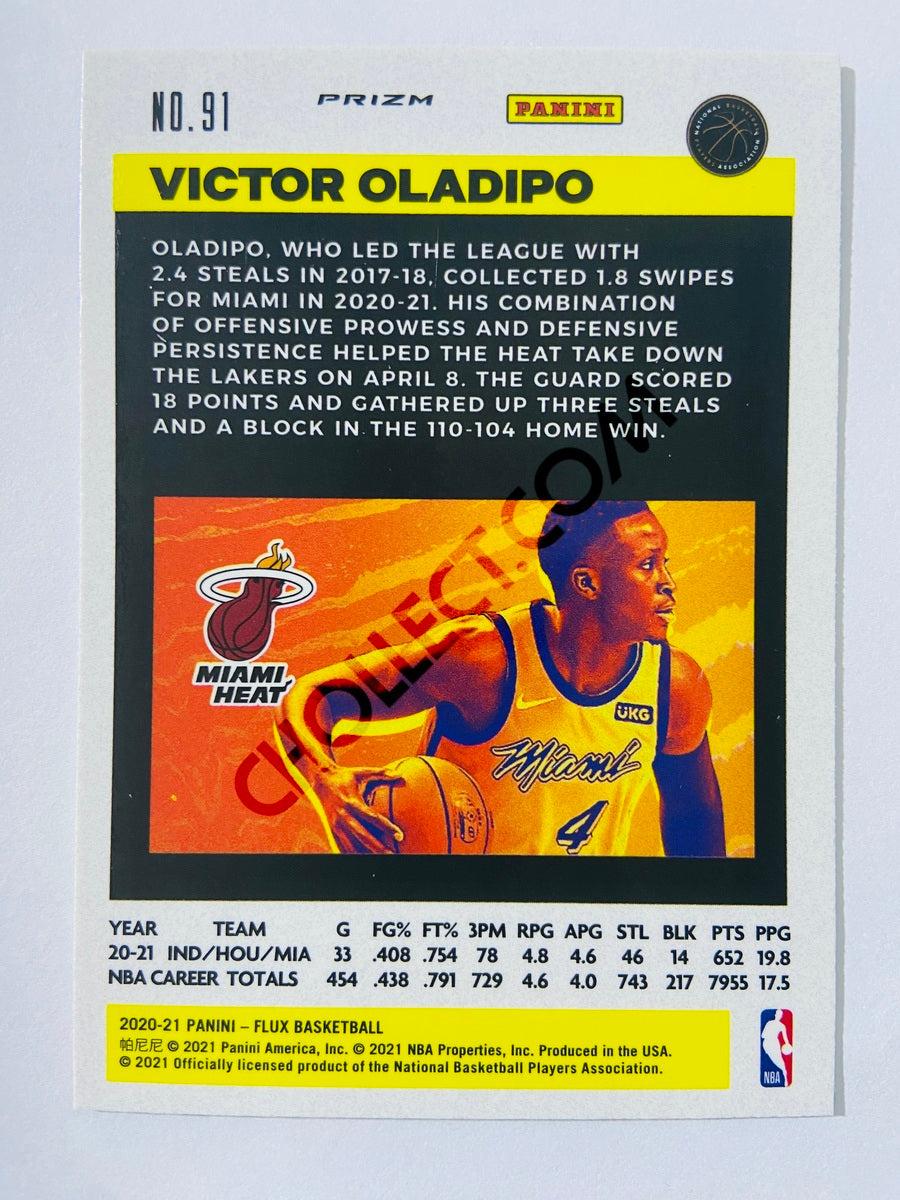 NO.91
PRIZM
PANINI
NATIONAL BASKETBALL PLAYERS ASSOCIATION
VICTOR OLADIPO
OLADIPO, WHO LED THE LEAGUE WITH
2.4 STEALS IN 2017-18, COLLECTED 1.8 SWIPES
FOR MIAMI IN 2020-21. HIS COMBINATION
OF OFFENSIVE PROWESS AND DEFENSIVE
PERSISTENCE HELPED THE HEAT TAKE DOWN
THE LAKERS ON APRIL 8. THE GUARD SCORED
18 POINTS AND GATHERED UP THREE STEALS
AND A BLOCK IN THE 110-104 HOME WIN.
CHOLLECT.COM
MIAMI
HEAT
UKG
Miami
4
YEAR TEAM G FG% FT% 3PM RPG APG STL BLK PTS PPG
20-21 IND/HOU/MIA 33 .408 .754 78 4.8 4.6 46 14 652 19.8
NBA CAREER TOTALS 454 .438 .791 729 4.6 4.0 743 217 7955 17.5
2020-21 PANINI – FLUX BASKETBALL
帕尼尼 © 2021 Panini America, Inc. © 2021 NBA Properties, Inc. Produced in the USA.
© 2021 Officially licensed product of the National Basketball Players Association.
NBA